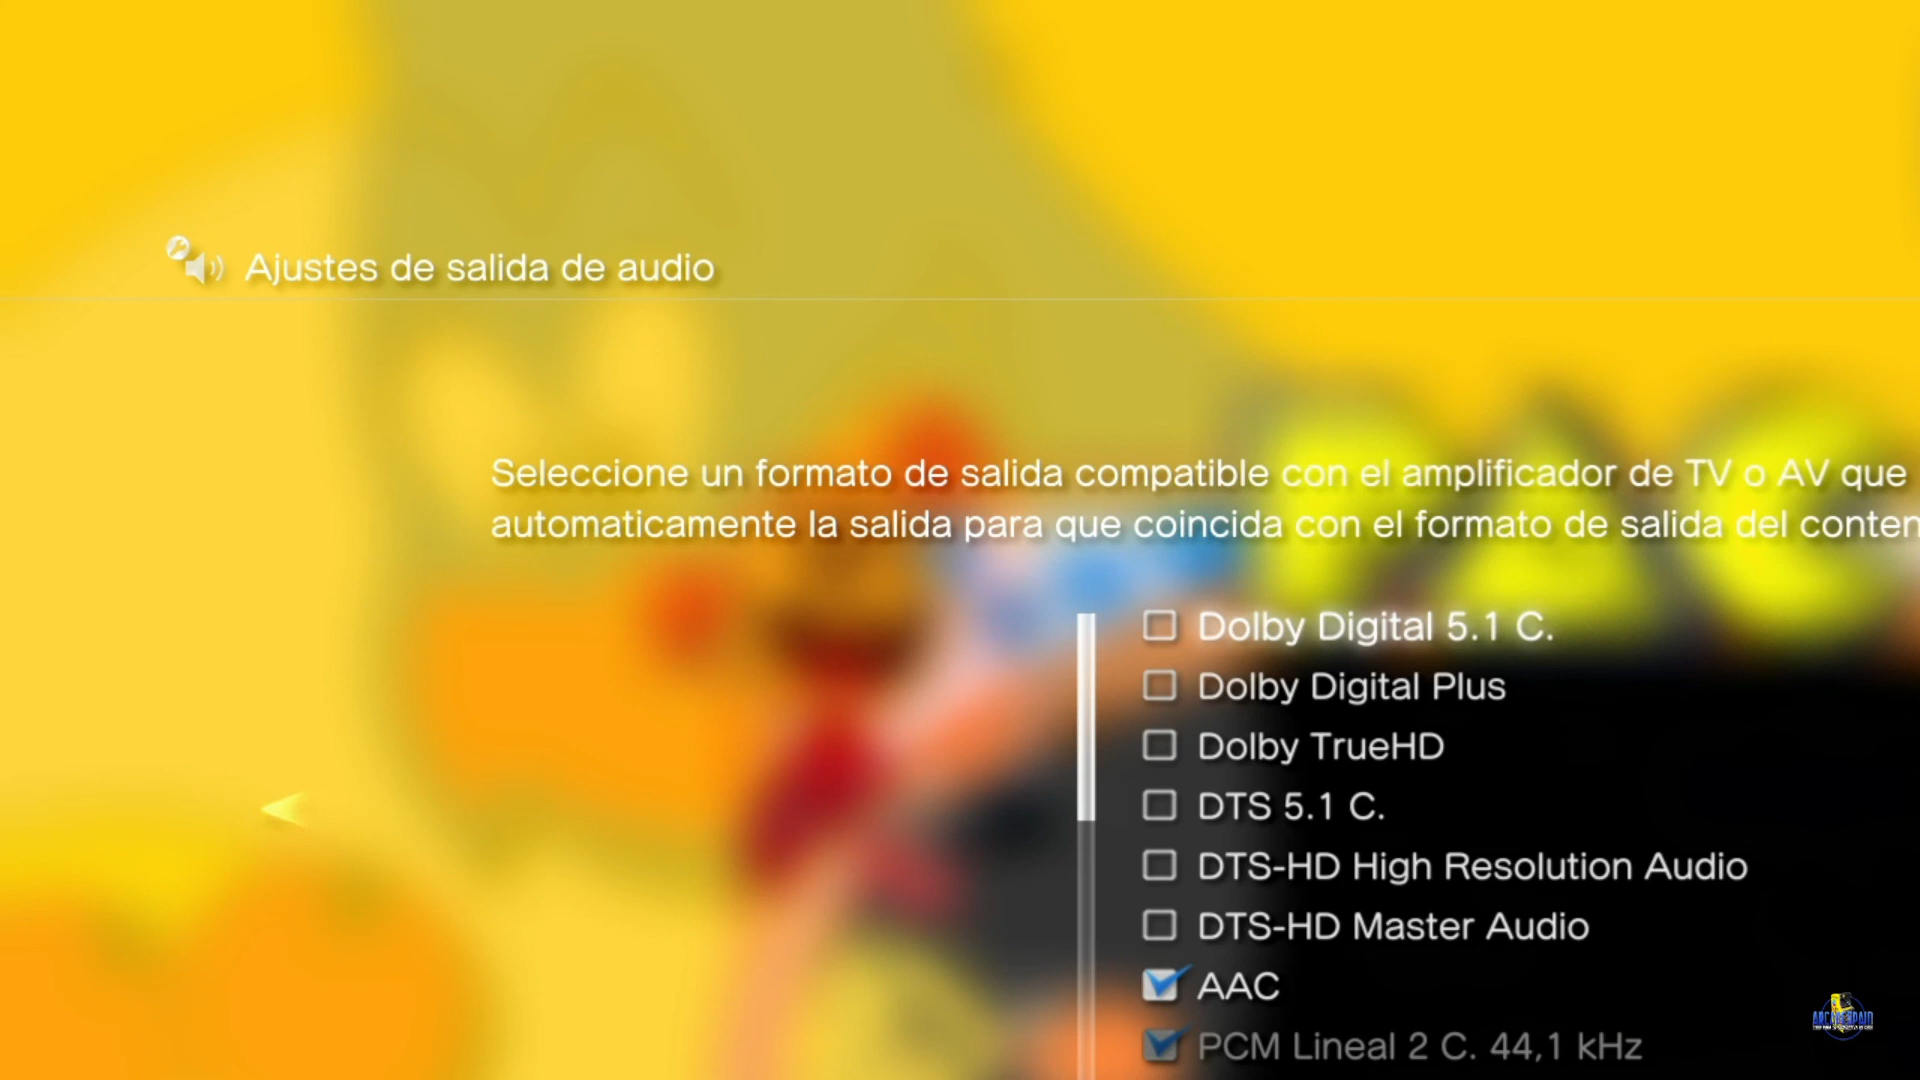 Ajustes de salida de audio
Seleccione un formato de salida compatible con el amplificador de TV o AV que
automaticamente la salida para que coincida con el formato de salida del conten
Dolby Digital 5.1 C.
Dolby Digital Plus
Dolby TrueHD
DTS 5.1 C.
DTS-HD High Resolution Audio
DTS-HD Master Audio
AAC
PCM Lineal 2 C. 44,1 kHz